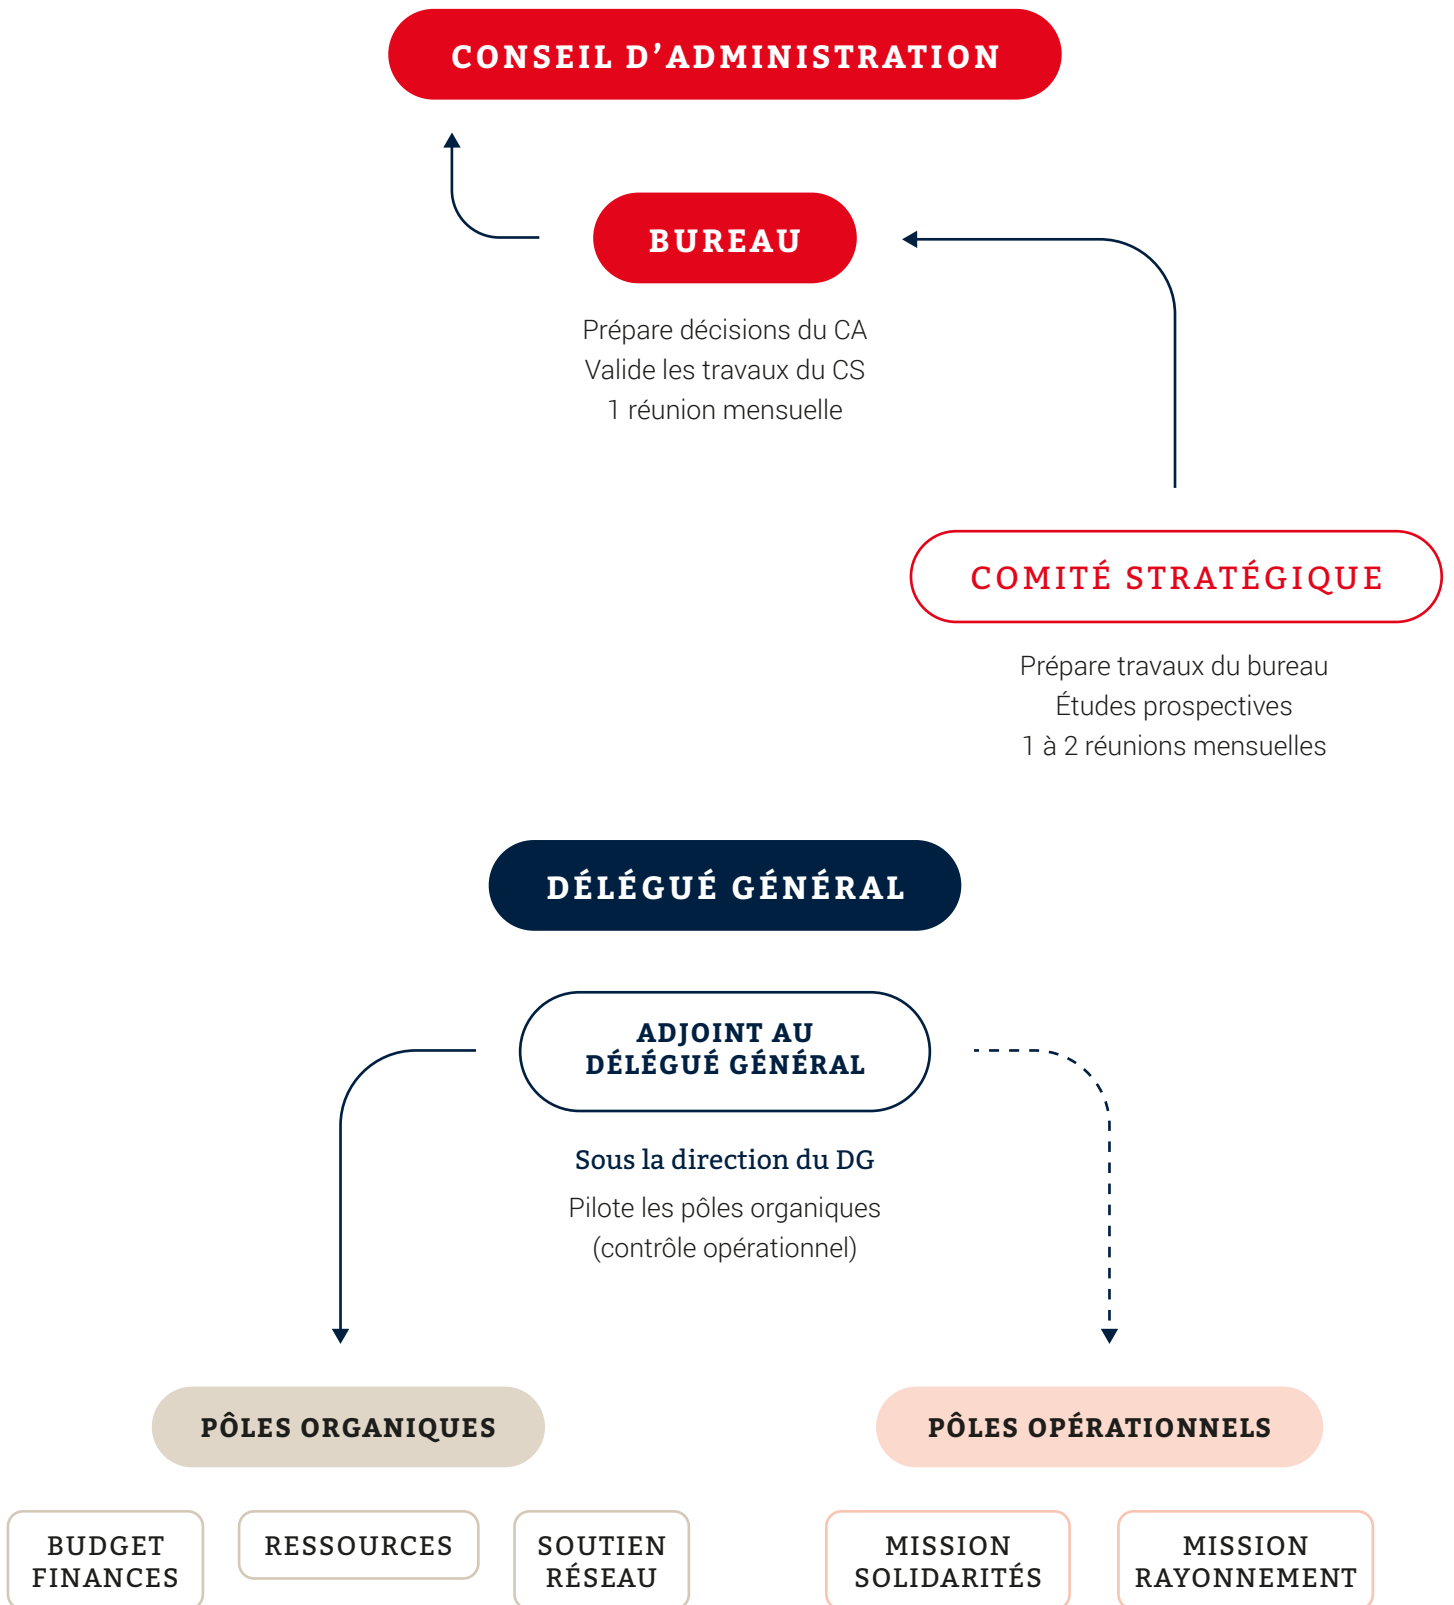 CONSEIL D’ADMINISTRATION
BUREAU
Prépare décisions du CA
Valide les travaux du CS
1 réunion mensuelle
COMITÉ STRATÉGIQUE
Prépare travaux du bureau
Études prospectives
1 à 2 réunions mensuelles
DÉLÉGUÉ GÉNÉRAL
ADJOINT AU
DÉLÉGUÉ GÉNÉRAL
Sous la direction du DG
Pilote les pôles organiques
(contrôle opérationnel)
PÔLES ORGANIQUES
BUDGET
FINANCES
RESSOURCES
SOUTIEN
RÉSEAU
PÔLES OPÉRATIONNELS
MISSION
SOLIDARITÉS
MISSION
RAYONNEMENT